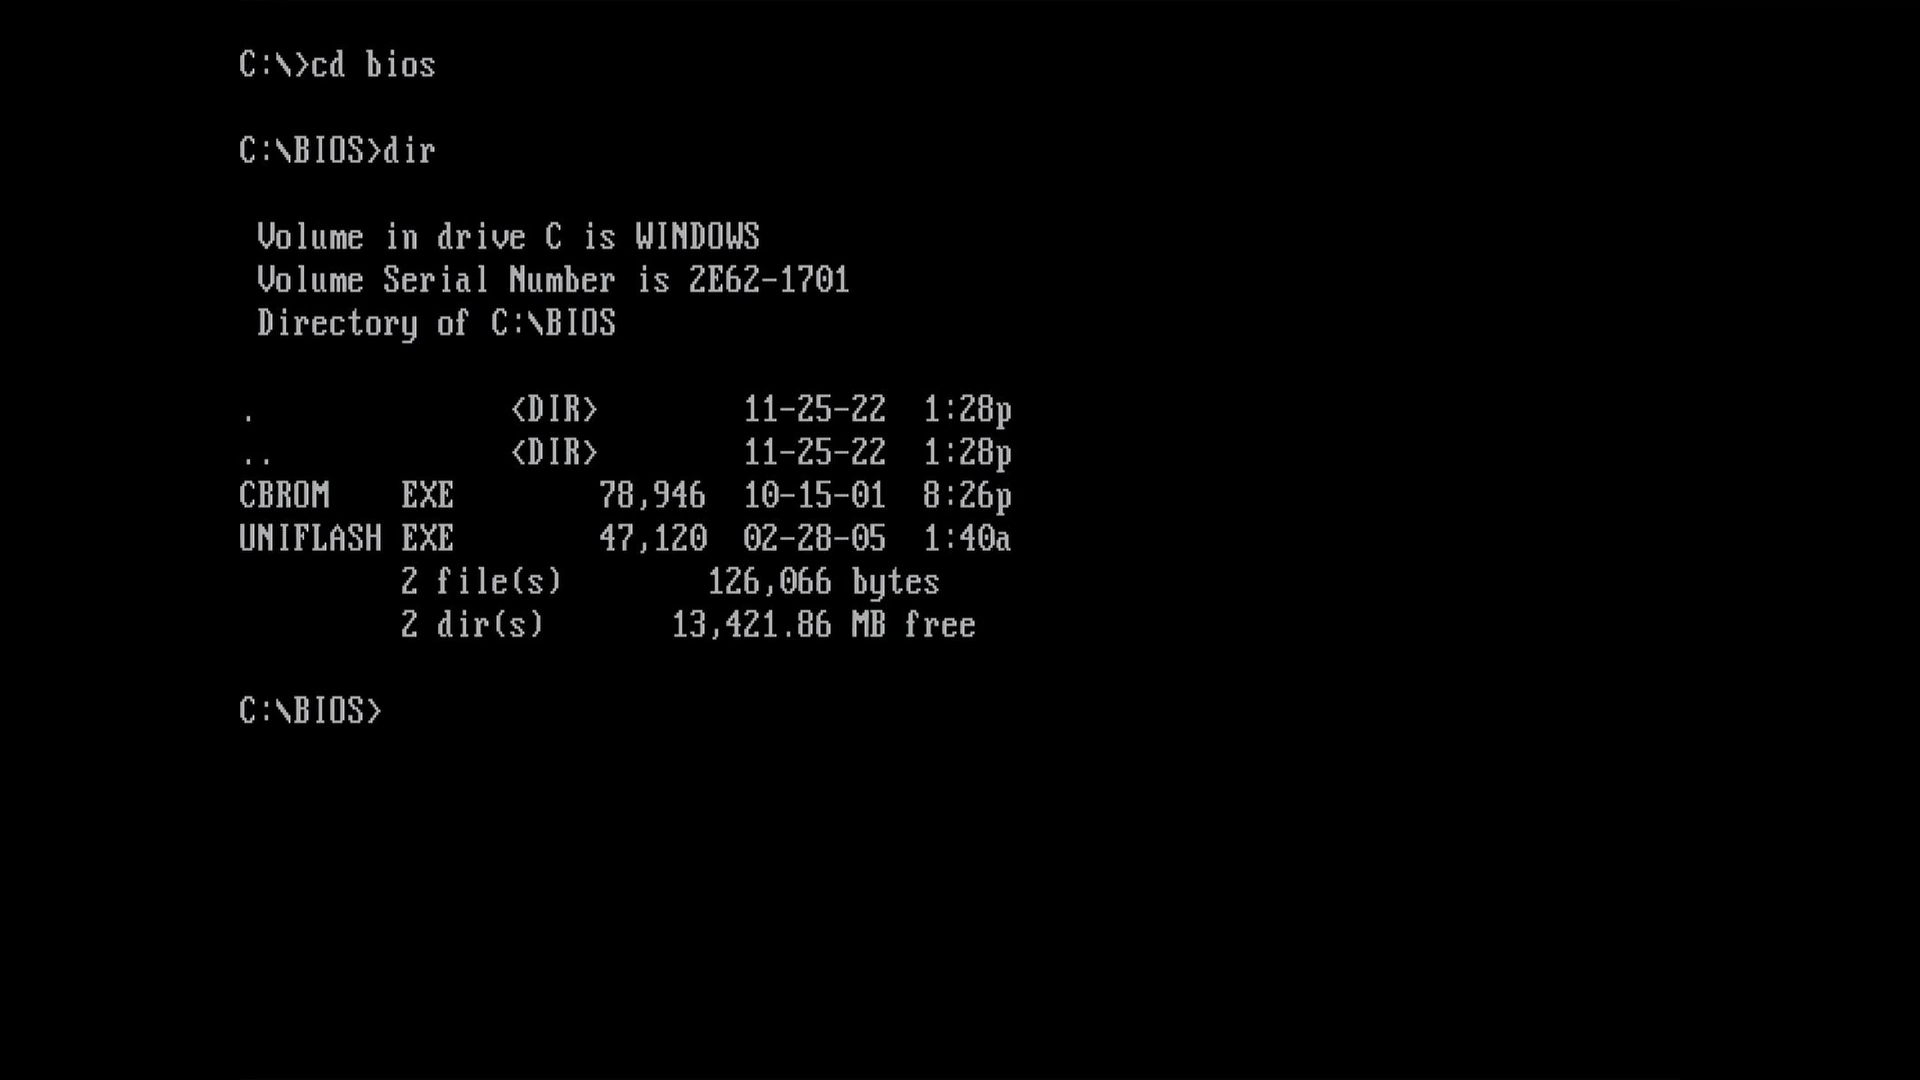 C:\>cd bios
C:\BIOS>dir
Volume in drive C is WINDOWS
Volume Serial Number is 2E62-1701
Directory of C:\BIOS
. <DIR> 11-25-22 1:28p
.. <DIR> 11-25-22 1:28p
CBROM EXE 78,946 10-15-01 8:26p
UNIFLASH EXE 47,120 02-28-05 1:40a
2 file(s) 126,066 bytes
2 dir(s) 13,421.86 MB free
C:\BIOS>